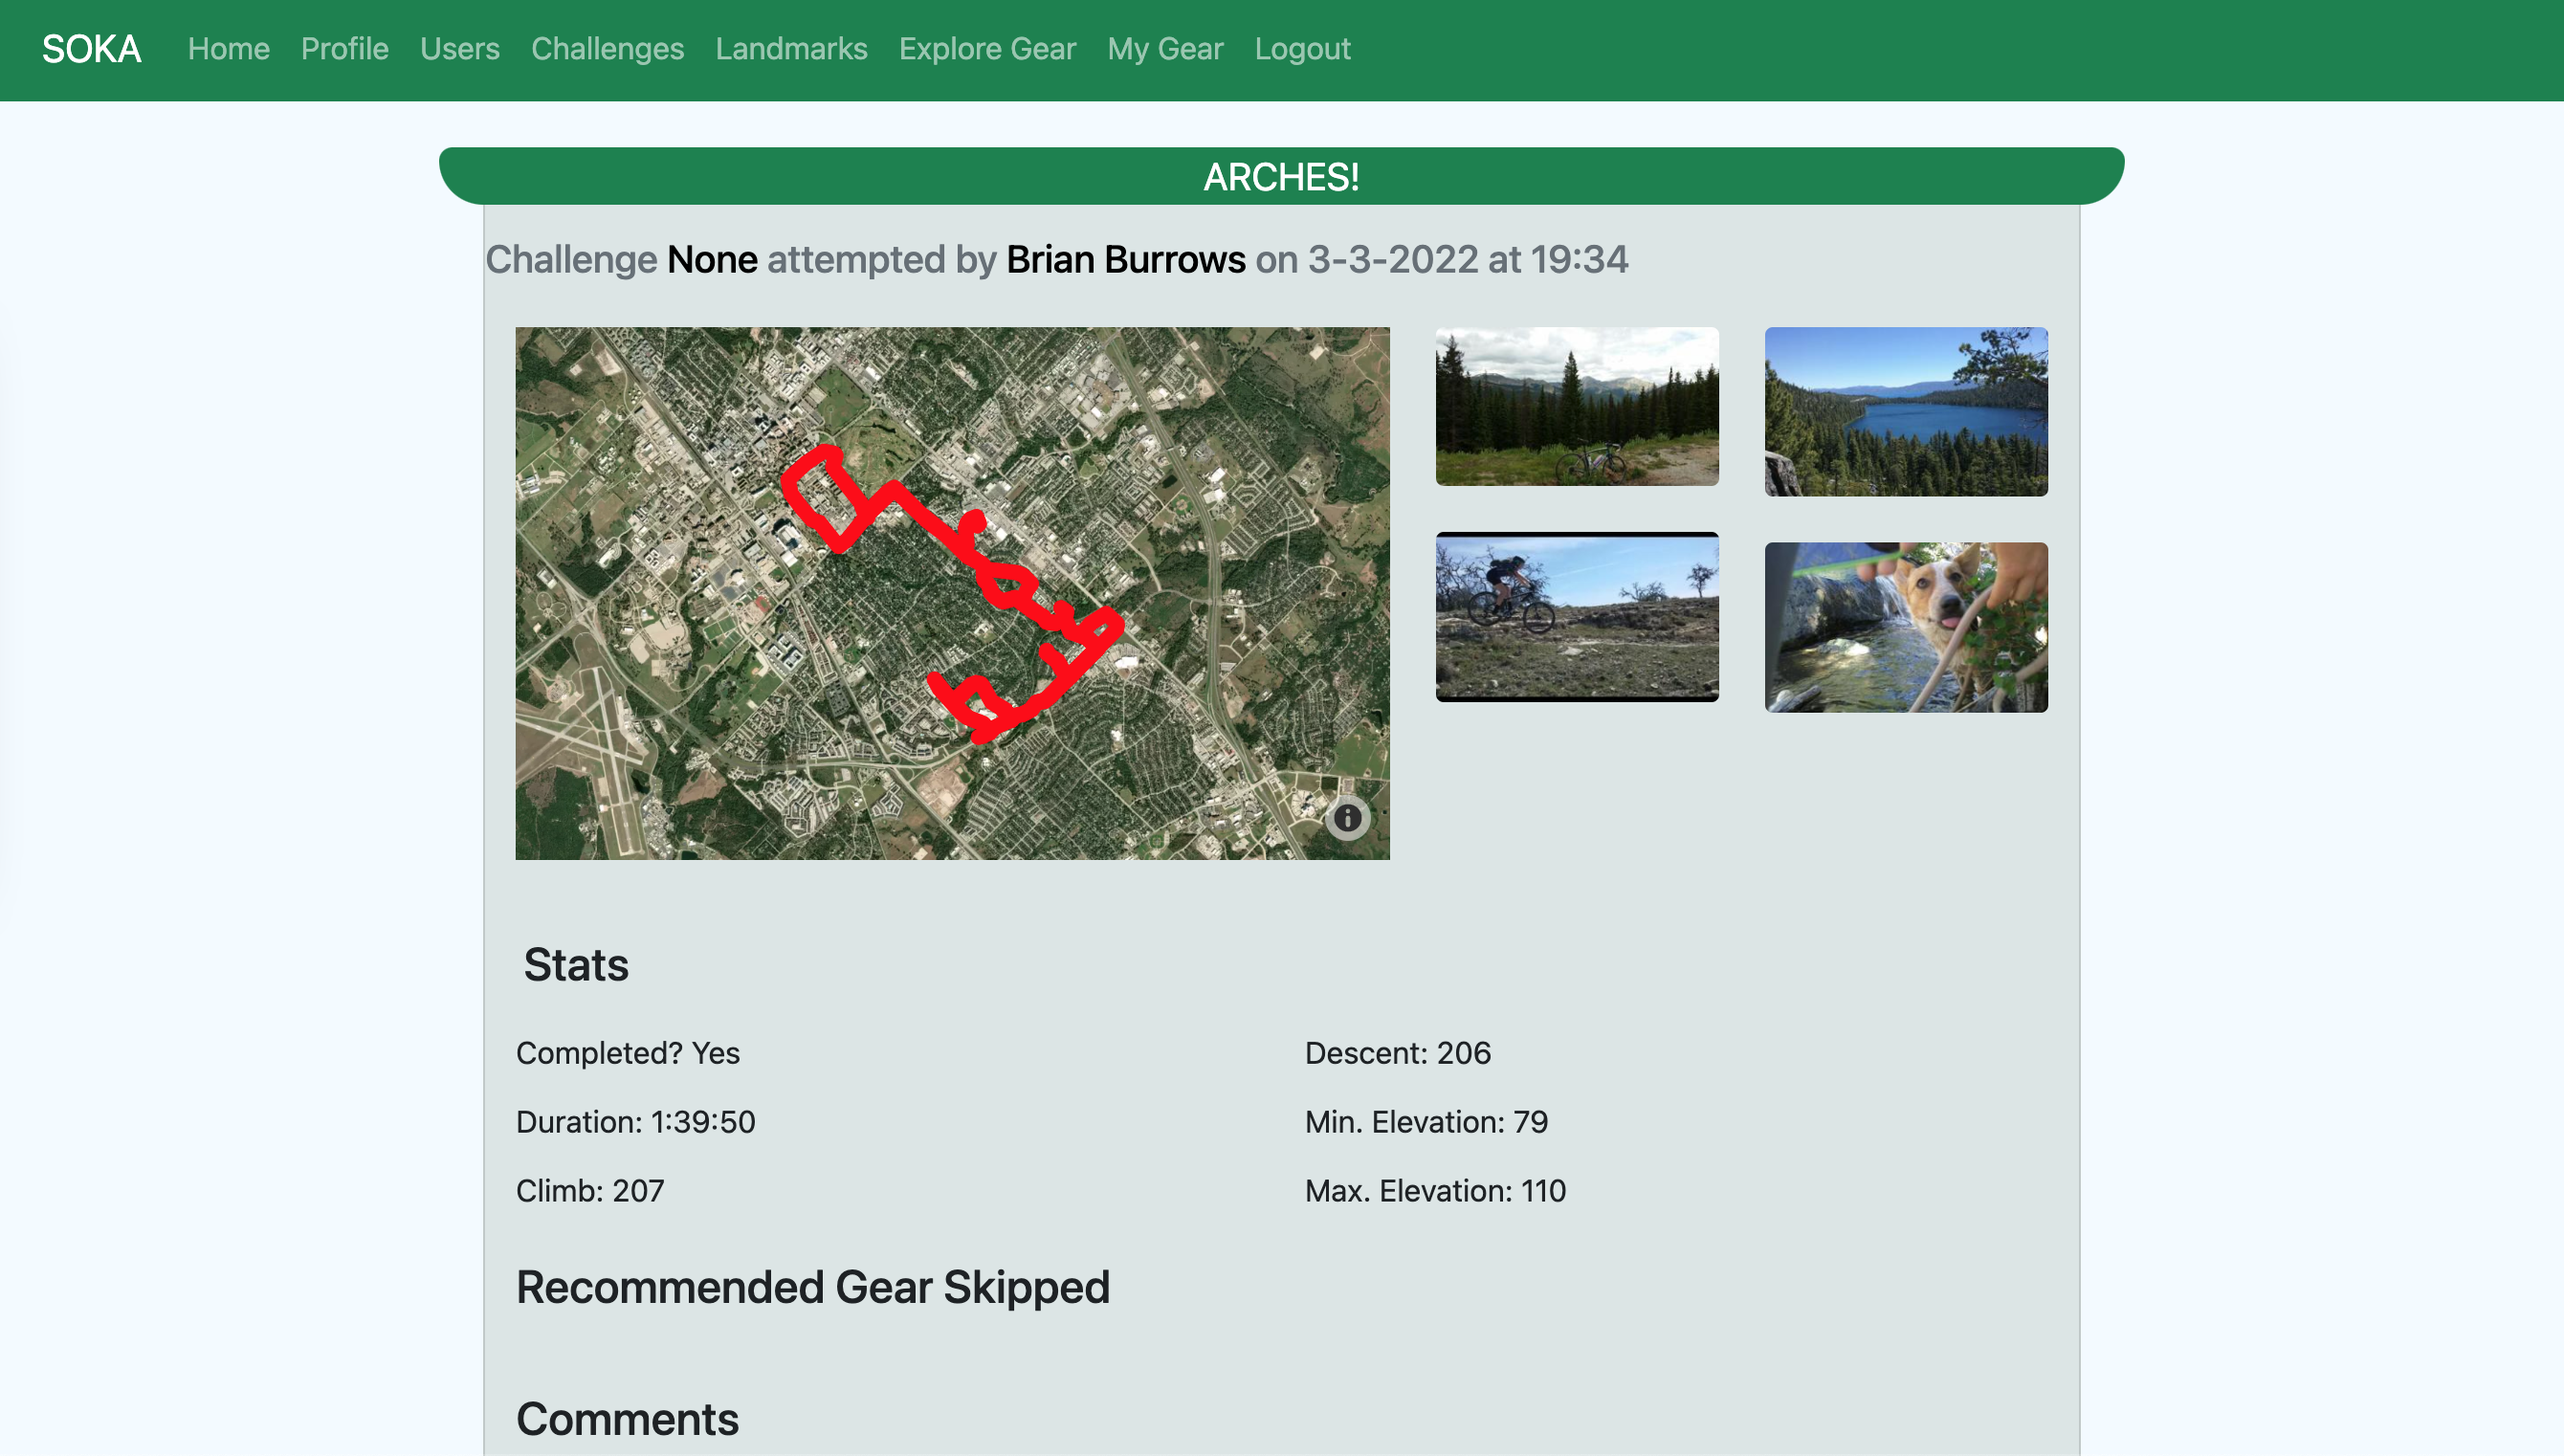 SOKA Home Profile Users Challenges Landmarks Explore Gear My Gear Logout
ARCHES!
Challenge None attempted by Brian Burrows on 3-3-2022 at 19:34
Stats
Completed? Yes
Duration: 1:39:50
Climb: 207
Descent: 206
Min. Elevation: 79
Max. Elevation: 110
Recommended Gear Skipped
Comments